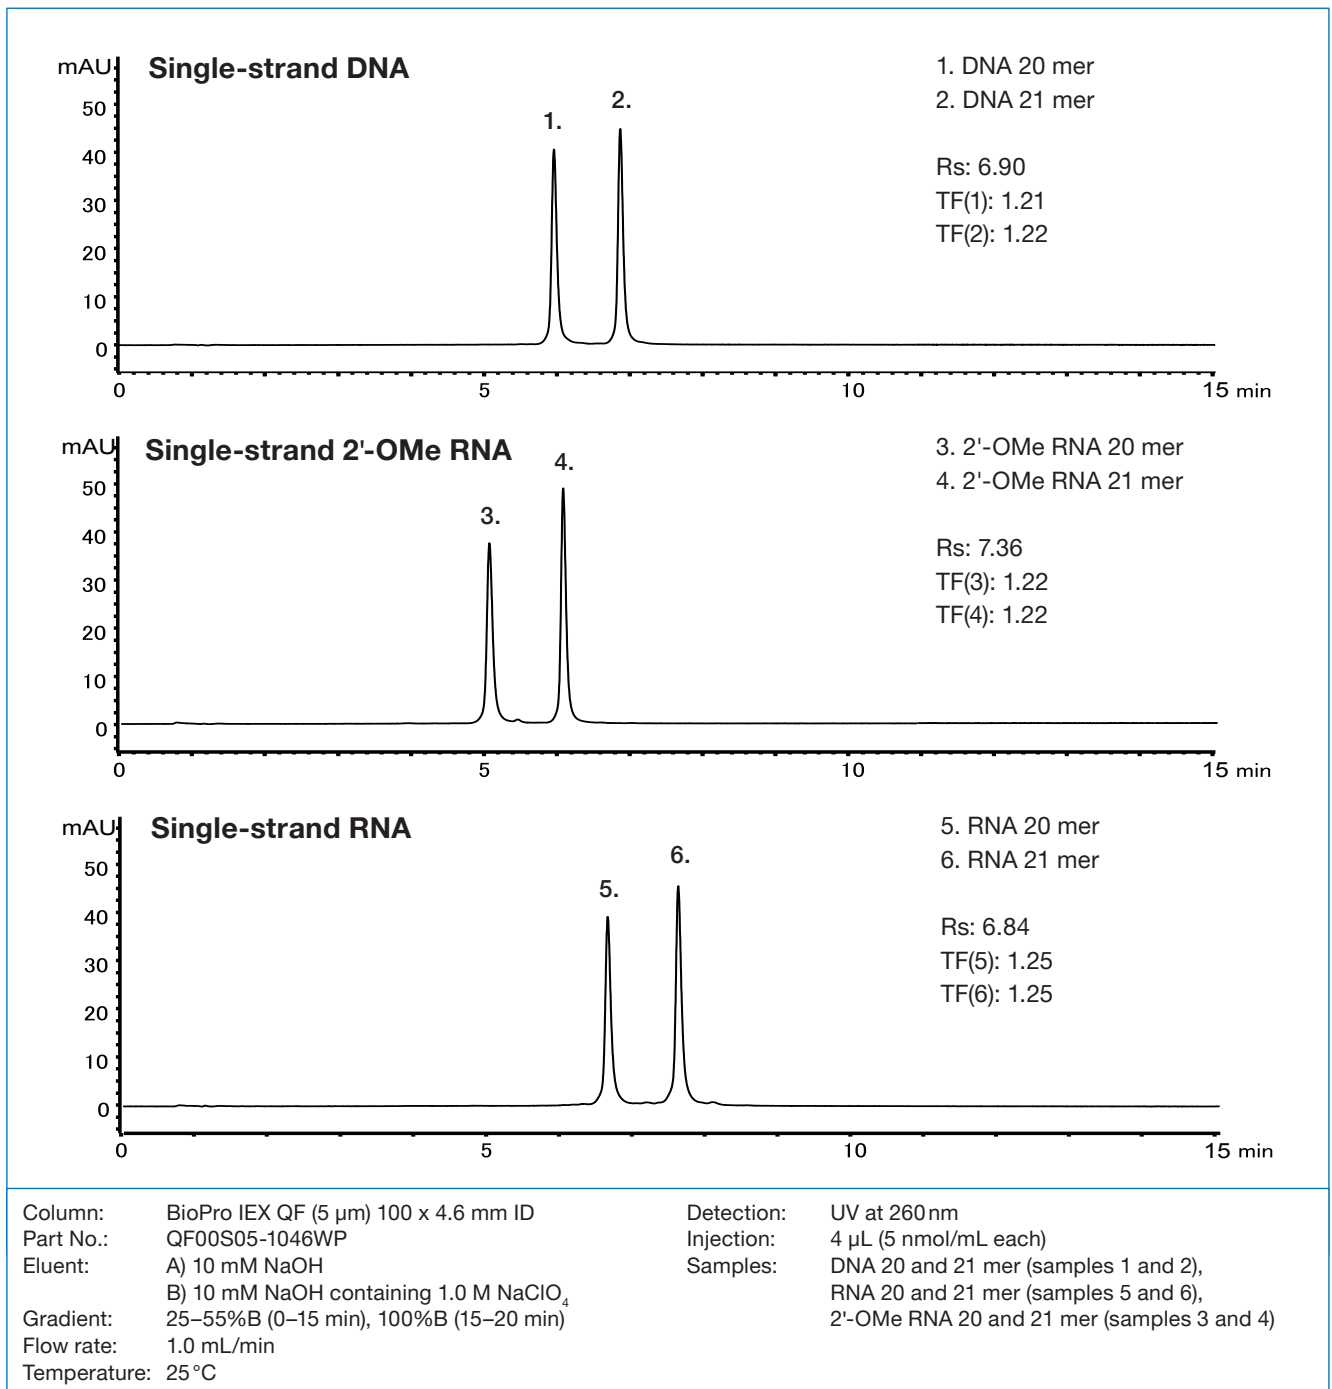 mAU
Single-strand DNA
50
40
30
20
10
0
1.
2.
0
5
10
15 min
1. DNA 20 mer
2. DNA 21 mer
Rs: 6.90
TF(1): 1.21
TF(2): 1.22
mAU
Single-strand 2'-OMe RNA
50
40
30
20
10
0
3.
4.
0
5
10
15 min
3. 2'-OMe RNA 20 mer
4. 2'-OMe RNA 21 mer
Rs: 7.36
TF(3): 1.22
TF(4): 1.22
mAU
Single-strand RNA
50
40
30
20
10
0
5.
6.
0
5
10
15 min
5. RNA 20 mer
6. RNA 21 mer
Rs: 6.84
TF(5): 1.25
TF(6): 1.25
Column: BioPro IEX QF (5 µm) 100 x 4.6 mm ID
Part No.: QF00S05-1046WP
Eluent: A) 10 mM NaOH
B) 10 mM NaOH containing 1.0 M NaClO4
Gradient: 25–55%B (0–15 min), 100%B (15–20 min)
Flow rate: 1.0 mL/min
Temperature: 25 °C
Detection: UV at 260 nm
Injection: 4 µL (5 nmol/mL each)
Samples: DNA 20 and 21 mer (samples 1 and 2),
RNA 20 and 21 mer (samples 5 and 6),
2'-OMe RNA 20 and 21 mer (samples 3 and 4)